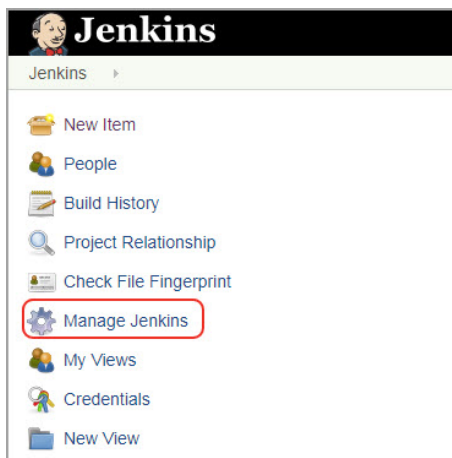 Jenkins
Jenkins
New Item
People
Build History
Project Relationship
Check File Fingerprint
Manage Jenkins
My Views
Credentials
New View